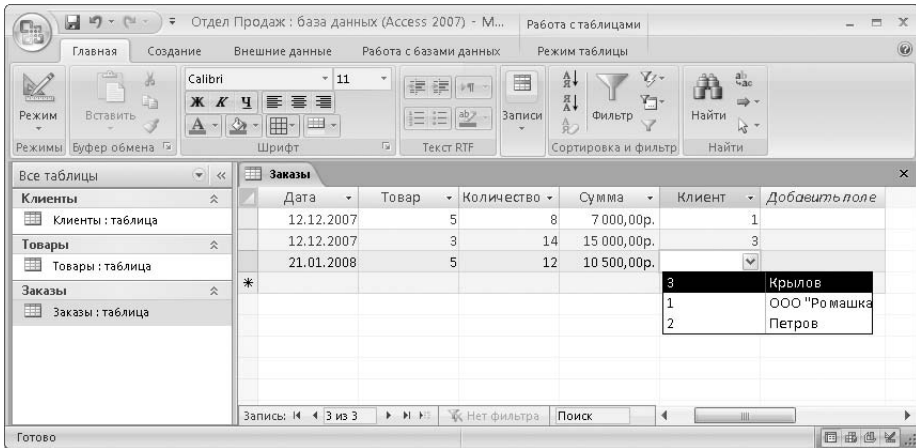 Отдел Продаж : база данных (Access 2007) - М...
Работа с таблицами
Главная Создание Внешние данные Работа с базами данных Режим таблицы
Calibri 11
Режим Вставить Ж К Ч Записи Фильтр Найти
Режимы Буфер обмена Шрифт Текст RTF Сортировка и фильтр Найти
Все таблицы
Заказы
Клиенты
Клиенты : таблица
Товары
Товары : таблица
Заказы
Заказы : таблица
Дата Товар Количество Сумма Клиент Добавить поле
12.12.2007 5 8 7 000,00р. 1
12.12.2007 3 14 15 000,00р. 3
21.01.2008 5 12 10 500,00р.
3 Крылов
1 ООО "Ромашка
2 Петров
Запись: 3 из 3 Нет фильтра Поиск
Готово